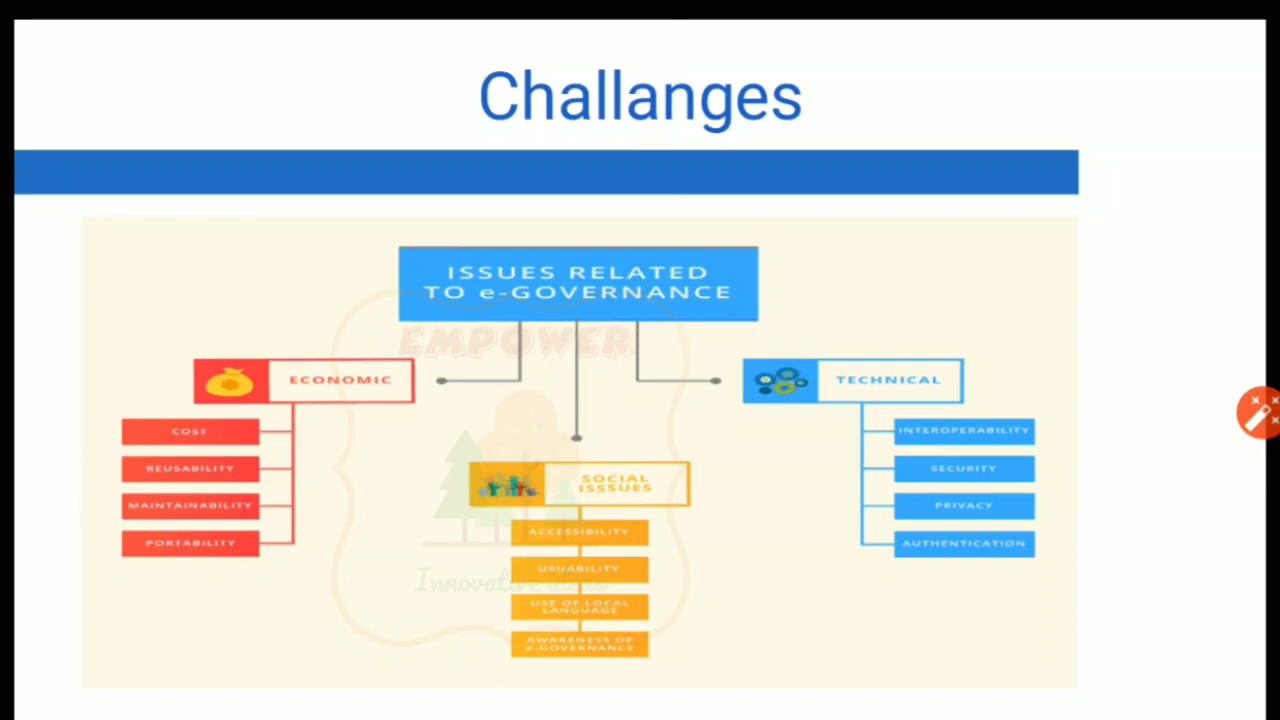 Challanges
ISSUES RELATED
TO e-GOVERNANCE
EMPOWER
ECONOMIC
COST
REUSABILITY
MAINTAINABILITY
PORTABILITY
SOCIAL
ISSSUES
ACCESSIBILITY
USUABILITY
USE OF LOCAL
LANGUAGE
AWARENESS OF
e-GOVERNANCE
TECHNICAL
INTEROPERABILITY
SECURITY
PRIVACY
AUTHENTICATION